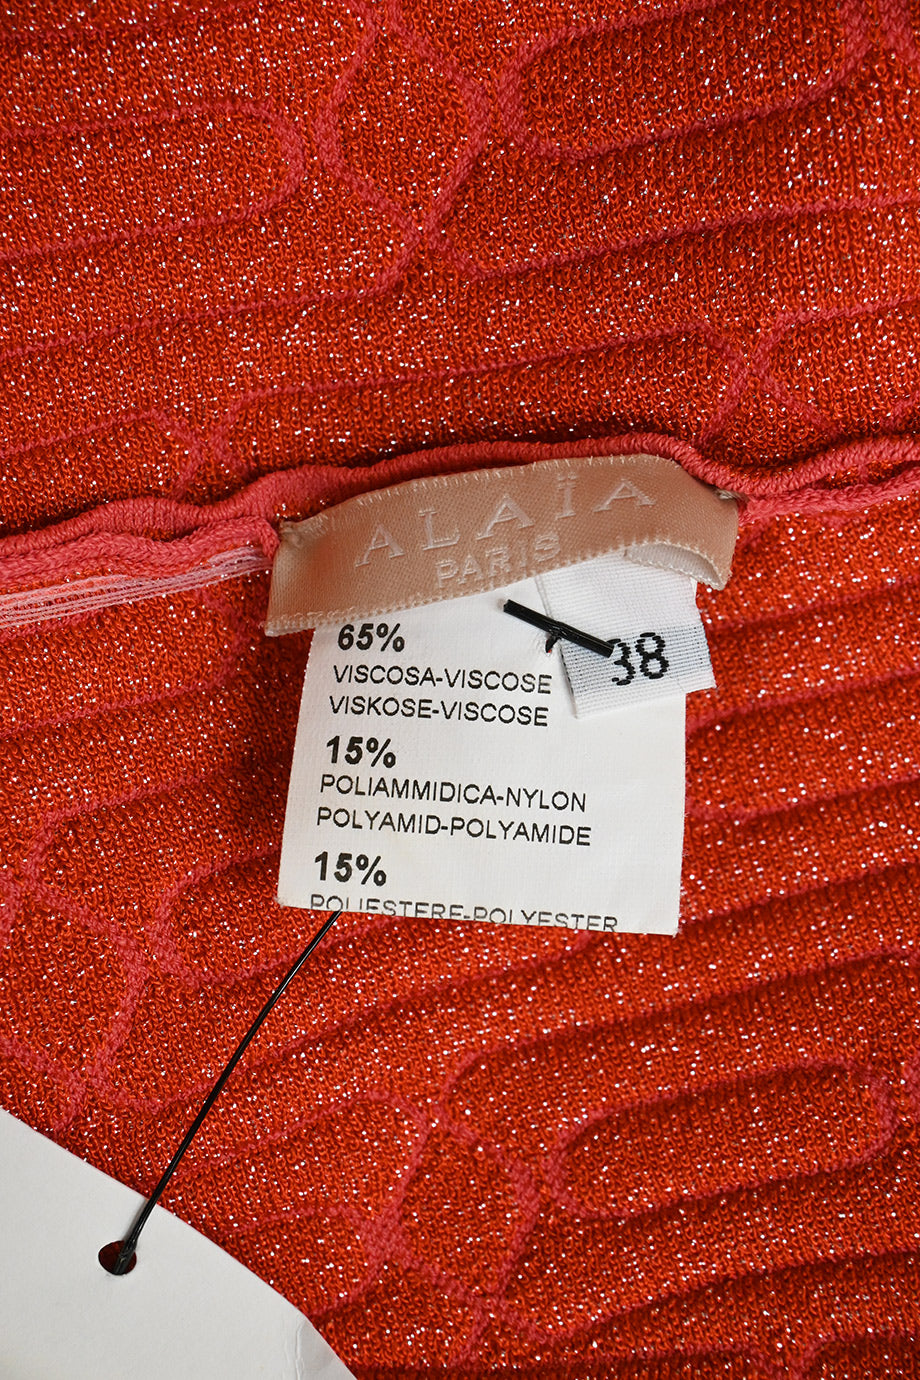 ALAÏA
PARIS
38
65%
VISCOSA-VISCOSE
VISKOSE-VISCOSE
15%
POLIAMMIDICA-NYLON
POLYAMID-POLYAMIDE
15%
POLIESTERE-POLYESTER